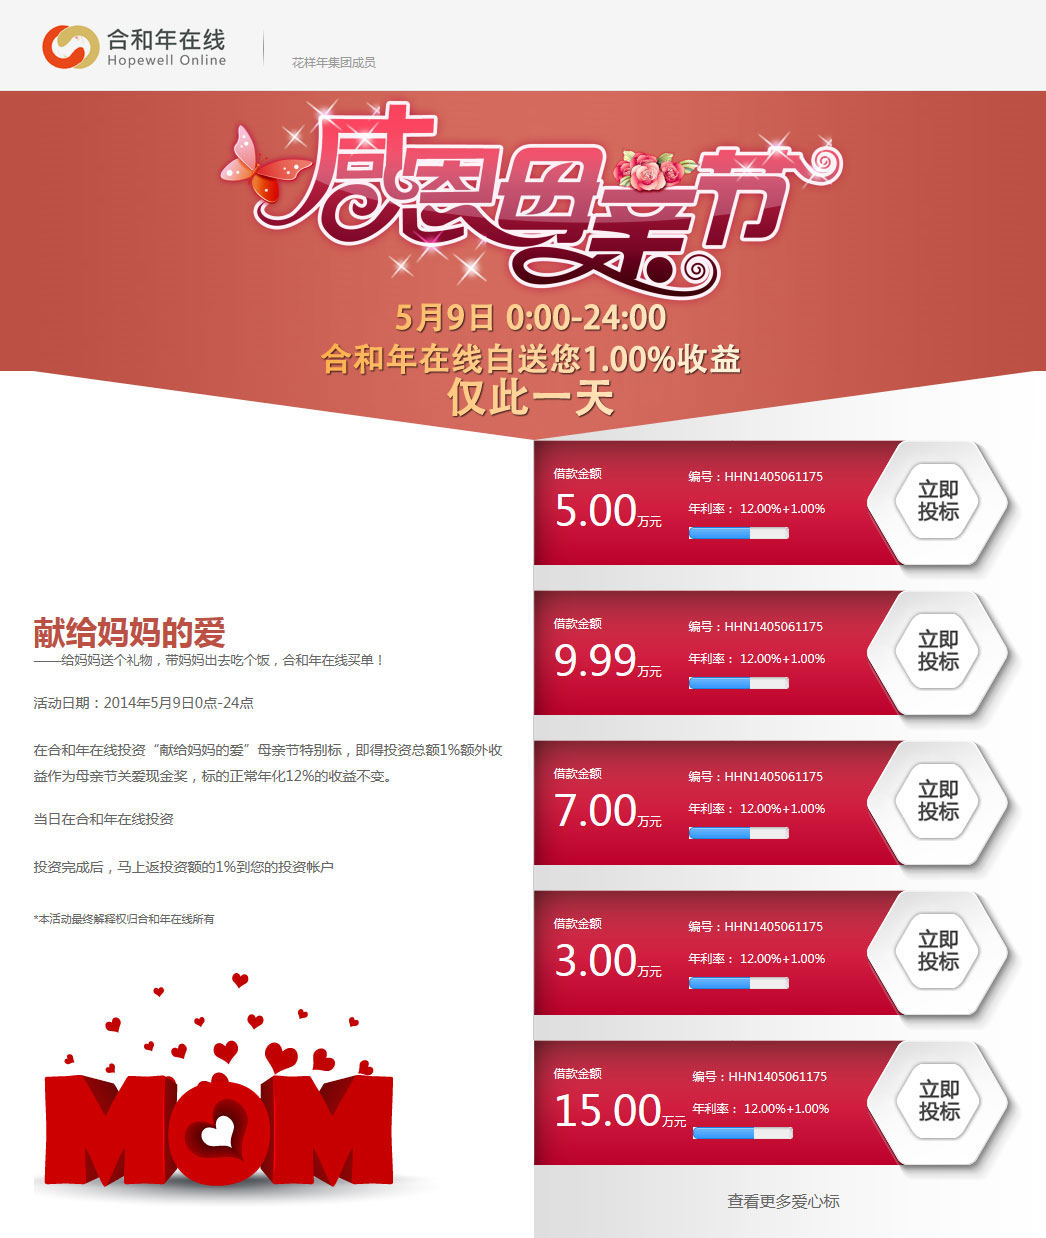 合和年在线
Hopewell Online
花样年集团成员
感恩母亲节
5月9日 0:00-24:00
合和年在线白送您1.00%收益
仅此一天
献给妈妈的爱
——给妈妈送个礼物，带妈妈出去吃个饭，合和年在线买单！
活动日期：2014年5月9日0点-24点
在合和年在线投资“献给妈妈的爱”母亲节特别标，即得投资总额1%额外收
益作为母亲节关爱现金奖，标的正常年化12%的收益不变。
当日在合和年在线投资
投资完成后，马上返投资额的1%到您的投资帐户
*本活动最终解释权归合和年在线所有
MOM
借款金额
5.00万元
编号：HHN1405061175
年利率： 12.00%+1.00%
立即
投标
借款金额
9.99万元
编号：HHN1405061175
年利率： 12.00%+1.00%
立即
投标
借款金额
7.00万元
编号：HHN1405061175
年利率： 12.00%+1.00%
立即
投标
借款金额
3.00万元
编号：HHN1405061175
年利率： 12.00%+1.00%
立即
投标
借款金额
15.00万元
编号：HHN1405061175
年利率： 12.00%+1.00%
立即
投标
查看更多爱心标